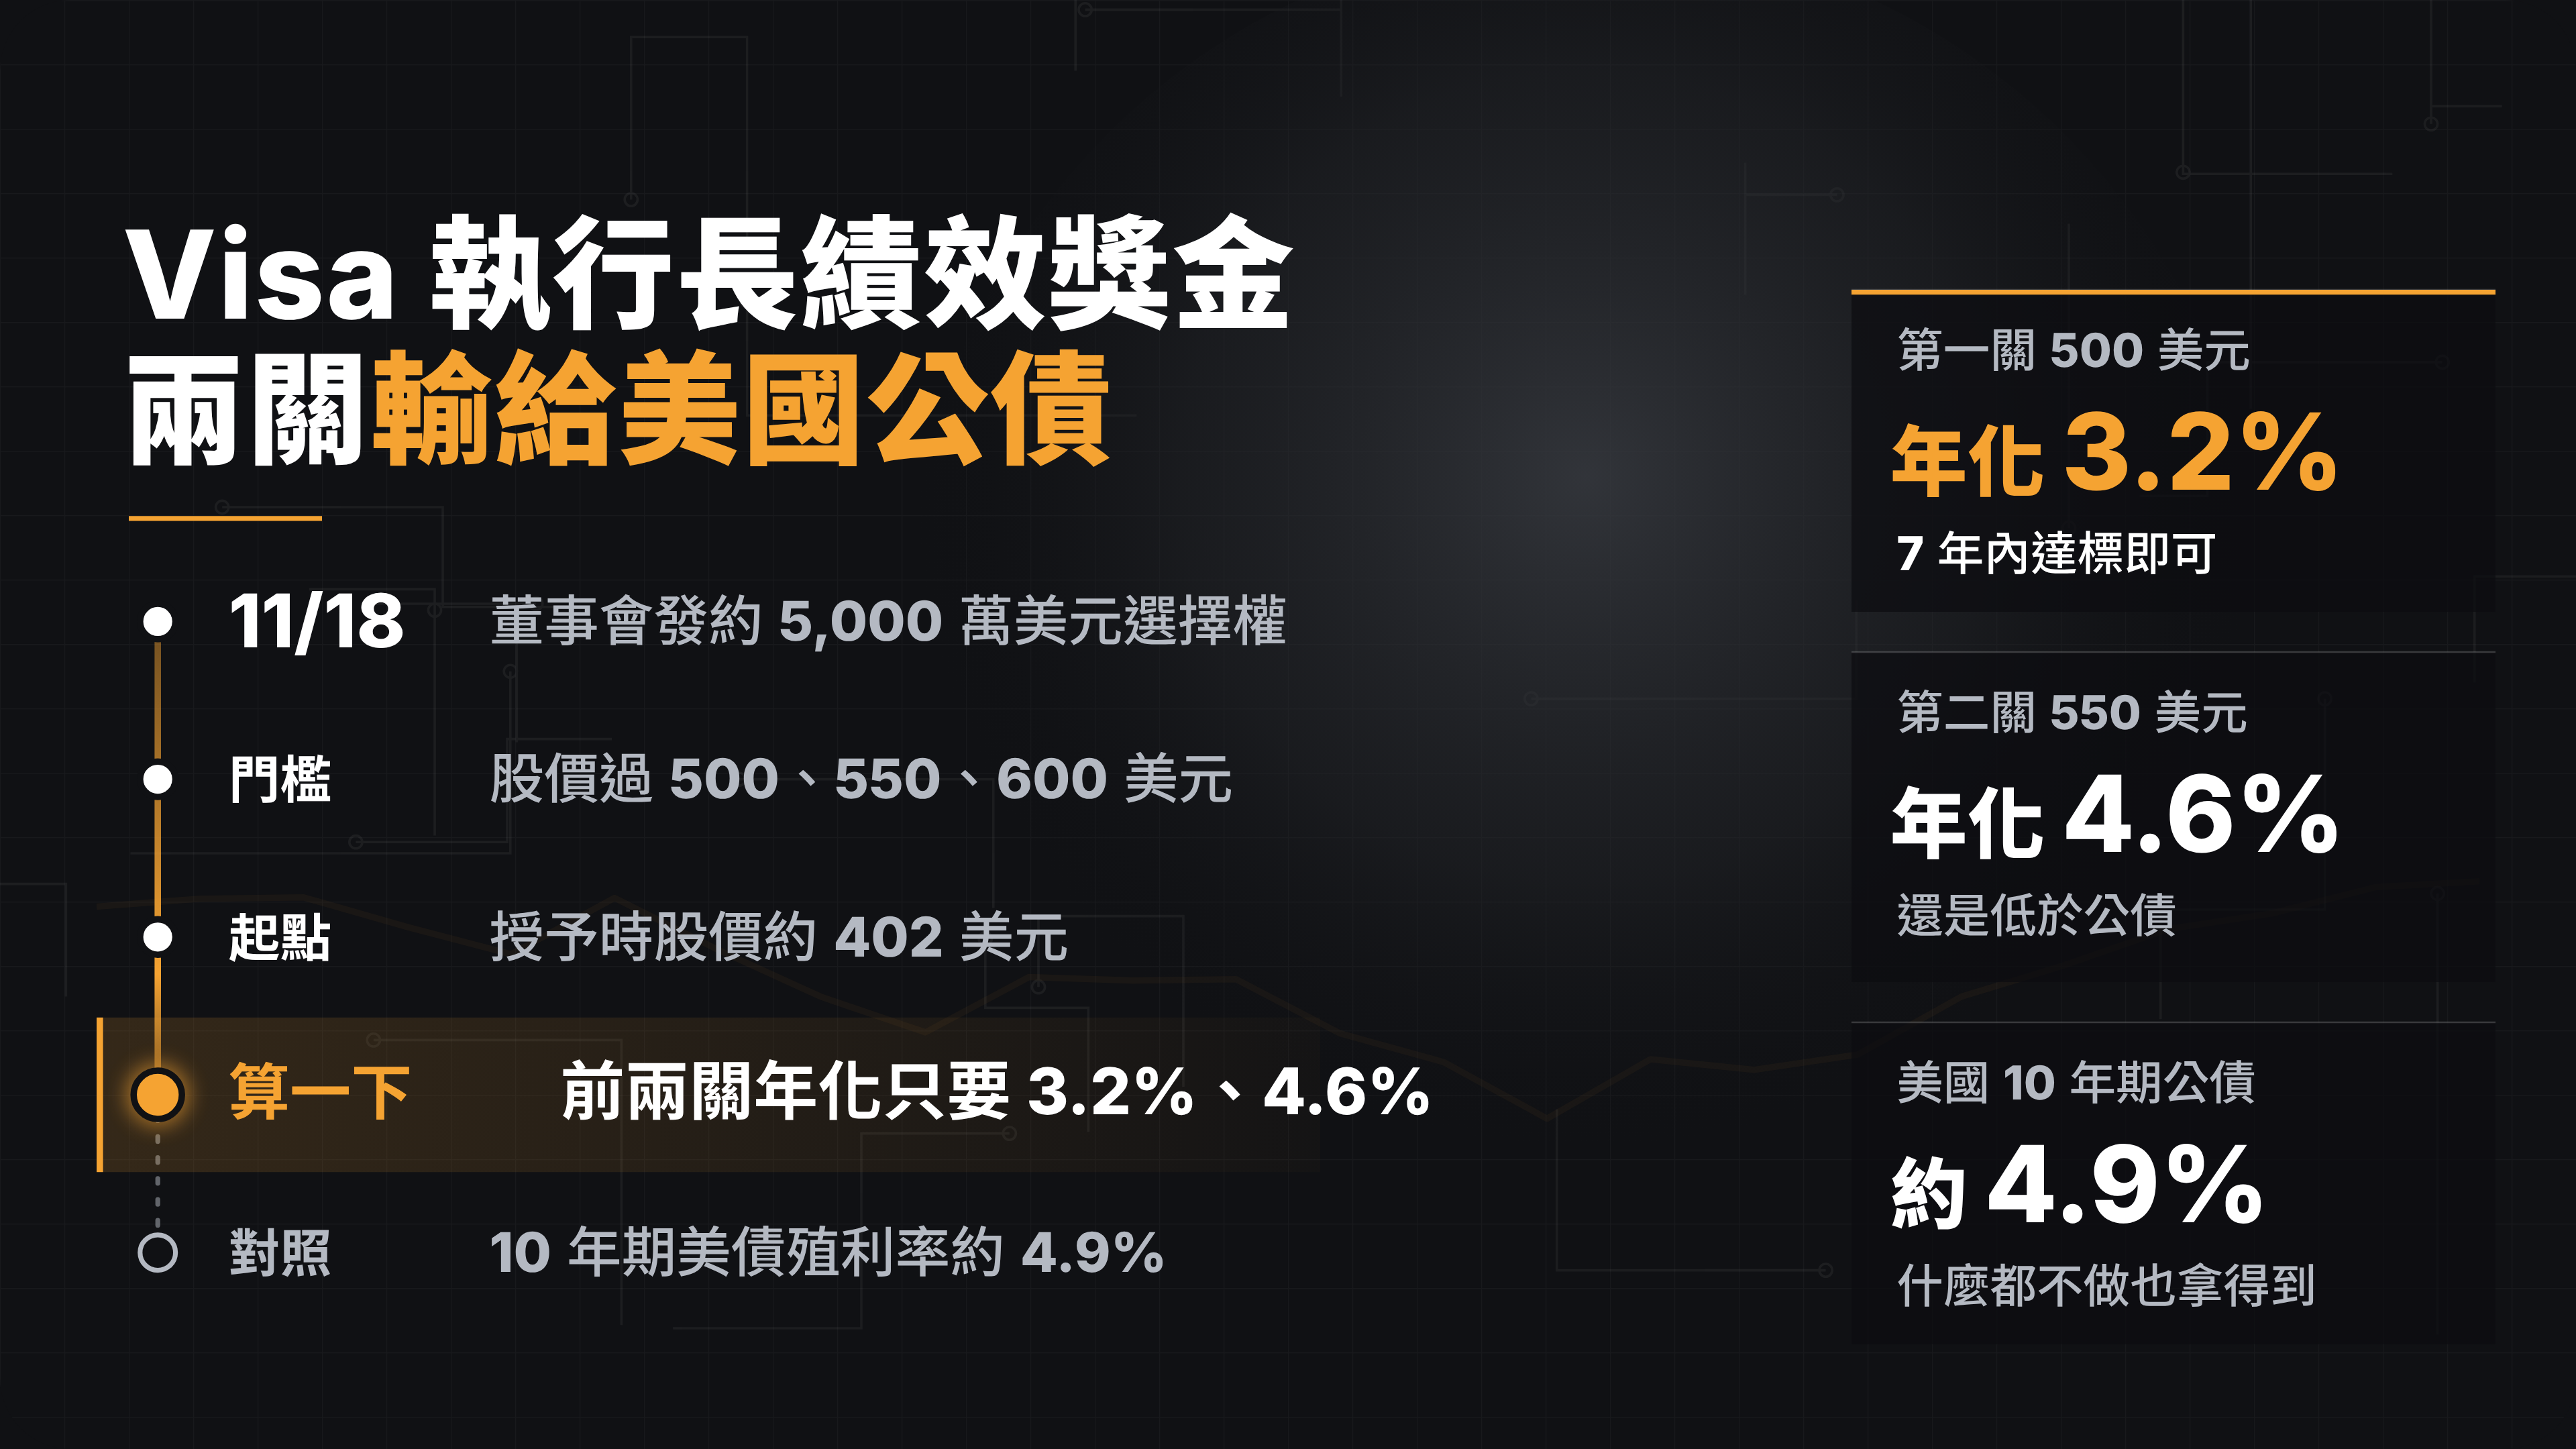 Visa 執行長績效獎金
兩關輸給美國公債
11/18 董事會發約 5,000 萬美元選擇權
門檻 股價過 500、550、600 美元
起點 授予時股價約 402 美元
算一下 前兩關年化只要 3.2%、4.6%
對照 10 年期美債殖利率約 4.9%
第一關 500 美元
年化 3.2%
7 年內達標即可
第二關 550 美元
年化 4.6%
還是低於公債
美國 10 年期公債
約 4.9%
什麼都不做也拿得到